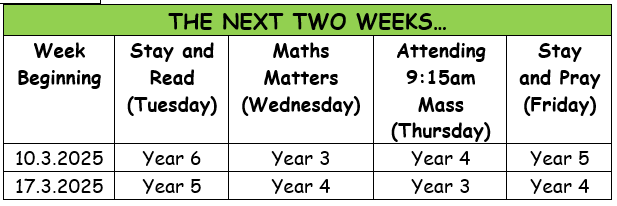 THE NEXT TWO WEEKS…
Week Stay and Maths Attending Stay
Beginning Read Matters 9:15am and Pray
(Tuesday) (Wednesday) Mass (Friday)
(Thursday)
10.3.2025 Year 6 Year 3 Year 4 Year 5
17.3.2025 Year 5 Year 4 Year 3 Year 4